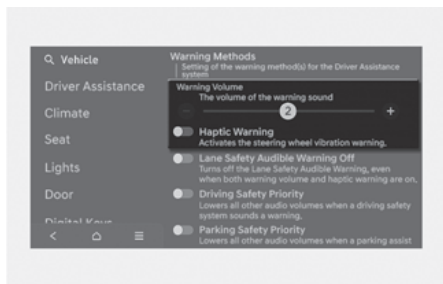 Vehicle
Driver Assistance
Climate
Seat
Lights
Door
Digital Keys
Warning Methods
Setting of the warning method(s) for the Driver Assistance
system
Warning Volume
The volume of the warning sound
2
Haptic Warning
Activates the steering wheel vibration warning.
Lane Safety Audible Warning Off
Turns off the Lane Safety Audible Warning, even
when both warning volume and haptic warning are on.
Driving Safety Priority
Lowers all other audio volumes when a driving safety
system sounds a warning.
Parking Safety Priority
Lowers all other audio volumes when a parking assist